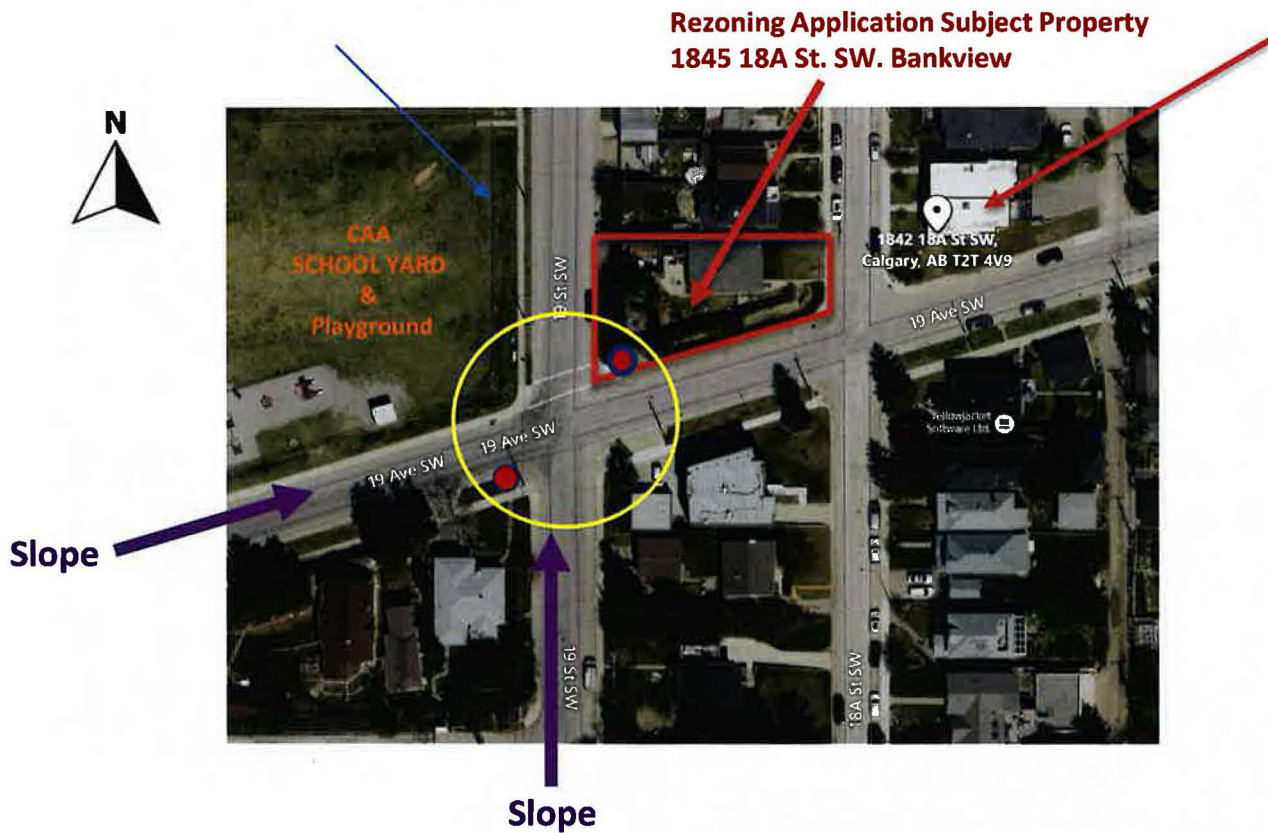 Rezoning Application Subject Property
1845 18A St. SW. Bankview
N
CAA
SCHOOL YARD
&
Playground
19 St SW
1842 18A St SW,
Calgary, AB T2T 4V9
19 Ave SW
Yellowjacket
Software Ltd.
19 Ave SW
19 Ave SW
Slope
19 St SW
18A St SW
Slope